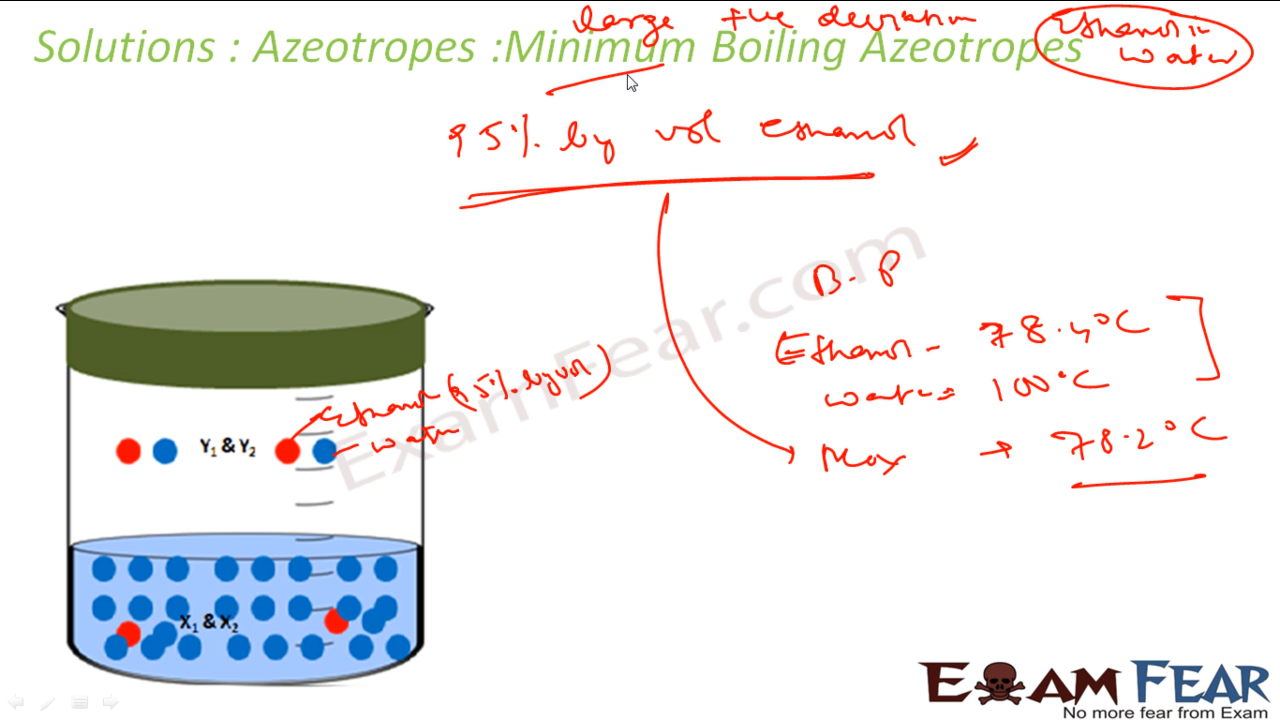 large +ve deviation
Solutions : Azeotropes :Minimum Boiling Azeotropes
Ethanol in
water
95%. by vol ethanol
B.P
Ethanol - 78.4°C
water = 100°C
78.2°C
Ethanol (95%. by vol)
water
Y1 & Y2
X1 & X2
ExamFear.com
EXAM FEAR
No more fear from Exam